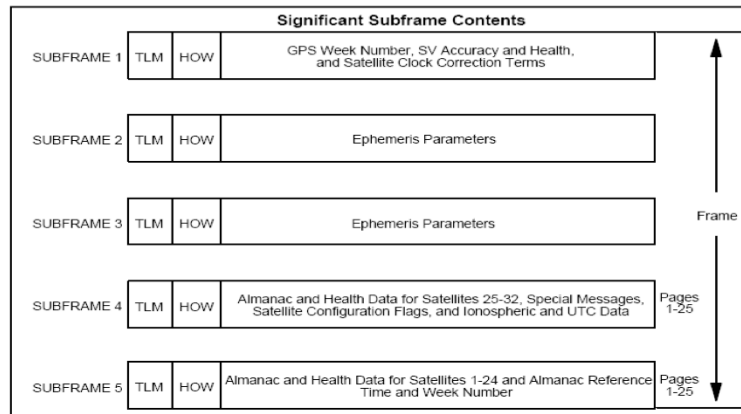 Significant Subframe Contents
SUBFRAME 1 TLM HOW GPS Week Number, SV Accuracy and Health,
and Satellite Clock Correction Terms
SUBFRAME 2 TLM HOW Ephemeris Parameters
SUBFRAME 3 TLM HOW Ephemeris Parameters
Frame
SUBFRAME 4 TLM HOW Almanac and Health Data for Satellites 25-32, Special Messages,
Satellite Configuration Flags, and Ionospheric and UTC Data
Pages
1-25
SUBFRAME 5 TLM HOW Almanac and Health Data for Satellites 1-24 and Almanac Reference
Time and Week Number
Pages
1-25